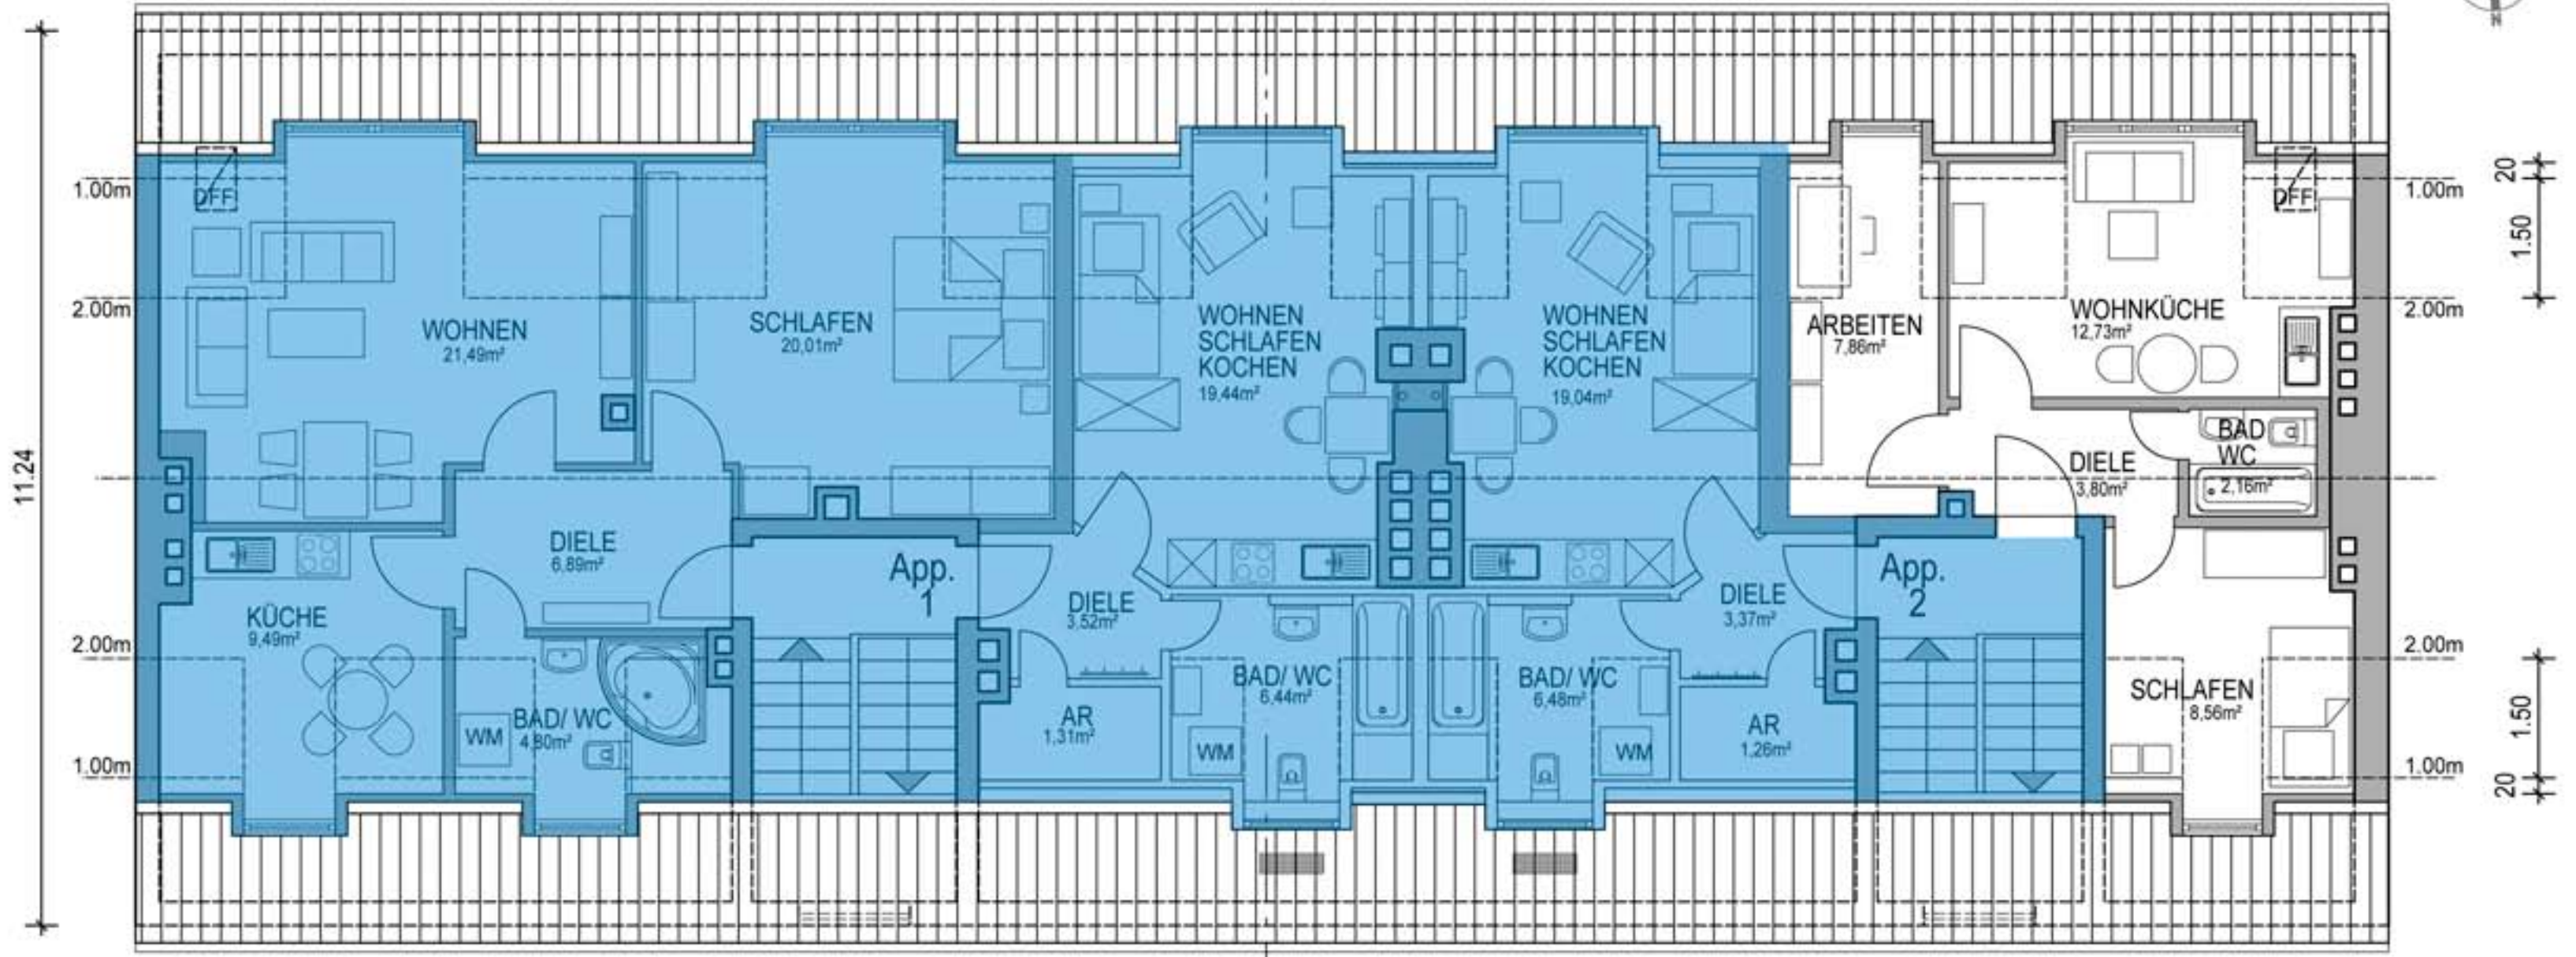 N
11.24
1.00m
2.00m
2.00m
1.00m
DFF
WOHNEN
21,49m²
SCHLAFEN
20,01m²
WOHNEN
SCHLAFEN
KOCHEN
19,44m²
WOHNEN
SCHLAFEN
KOCHEN
19,04m²
ARBEITEN
7,86m²
WOHNKÜCHE
12,73m²
DFF
BAD
WC
2,16m²
DIELE
3,80m²
DIELE
6,89m²
KÜCHE
9,49m²
App.
1
DIELE
3,52m²
DIELE
3,37m²
App.
2
WM
BAD/ WC
4,80m²
AR
1,31m²
BAD/ WC
6,44m²
WM
BAD/ WC
6,48m²
WM
AR
1,26m²
SCHLAFEN
8,56m²
1.00m
2.00m
2.00m
1.00m
20
1.50
1.50
20